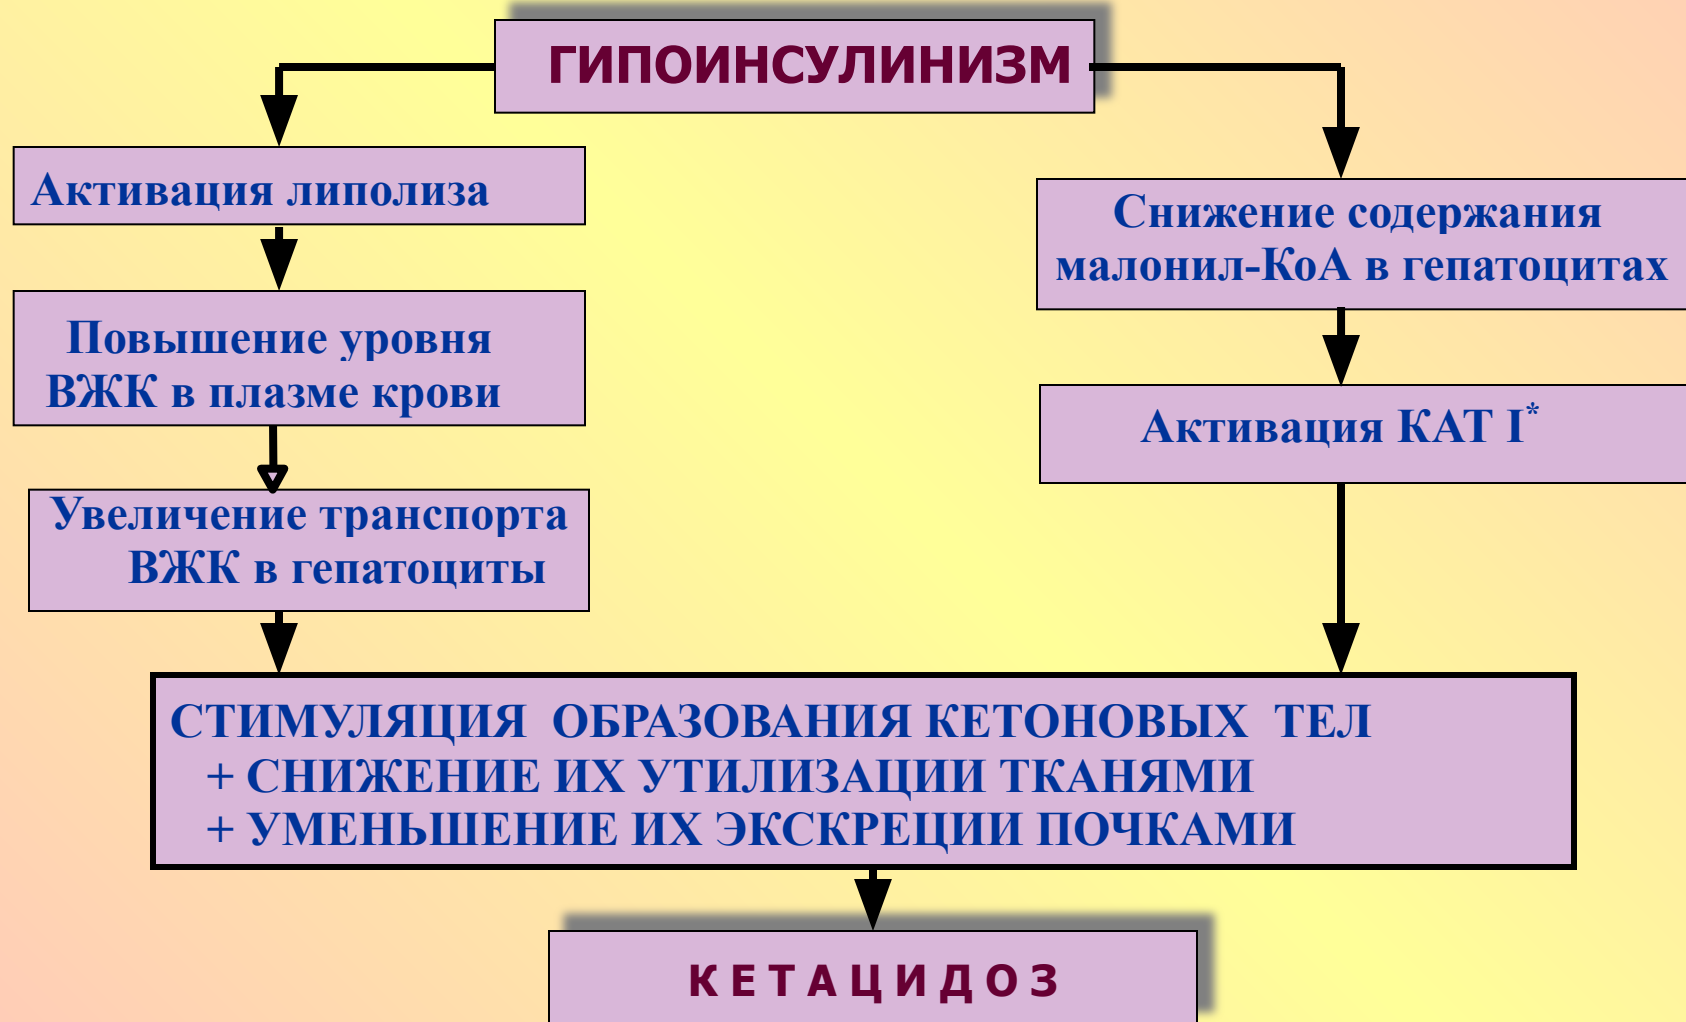 ГИПОИНСУЛИНИЗМ
Активация липолиза
Повышение уровня
ВЖК в плазме крови
Увеличение транспорта
ВЖК в гепатоциты
Снижение содержания
малонил-КоА в гепатоцитах
Активация КАТ I*
СТИМУЛЯЦИЯ ОБРАЗОВАНИЯ КЕТОНОВЫХ ТЕЛ
+ СНИЖЕНИЕ ИХ УТИЛИЗАЦИИ ТКАНЯМИ
+ УМЕНЬШЕНИЕ ИХ ЭКСКРЕЦИИ ПОЧКАМИ
КЕТАЦИДОЗ